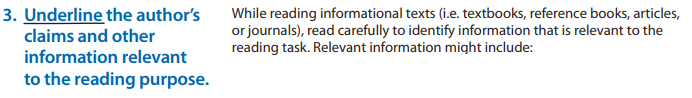 3. Underline the author's
claims and other
information relevant
to the reading purpose.
While reading informational texts (i.e. textbooks, reference books, articles,
or journals), read carefully to identify information that is relevant to the
reading task. Relevant information might include: